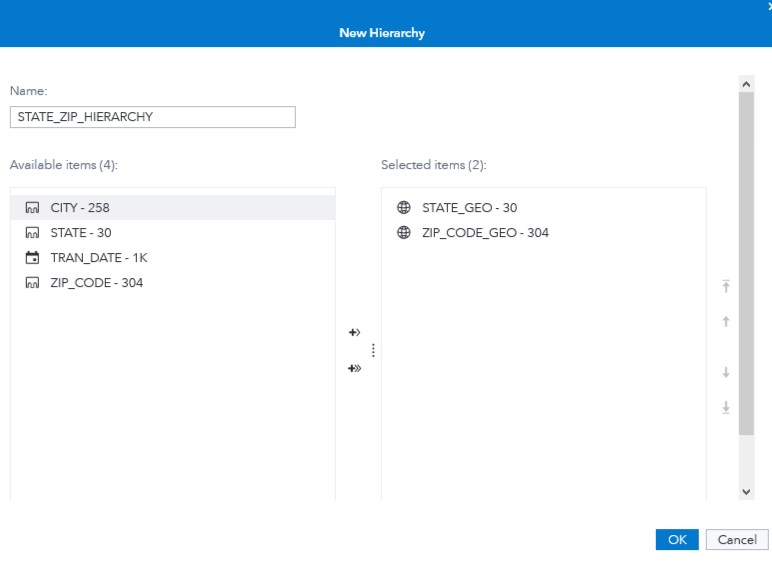 New Hierarchy
Name:
STATE_ZIP_HIERARCHY
Available items (4):
CITY - 258
STATE - 30
TRAN_DATE - 1K
ZIP_CODE - 304
Selected items (2):
STATE_GEO - 30
ZIP_CODE_GEO - 304
OK
Cancel